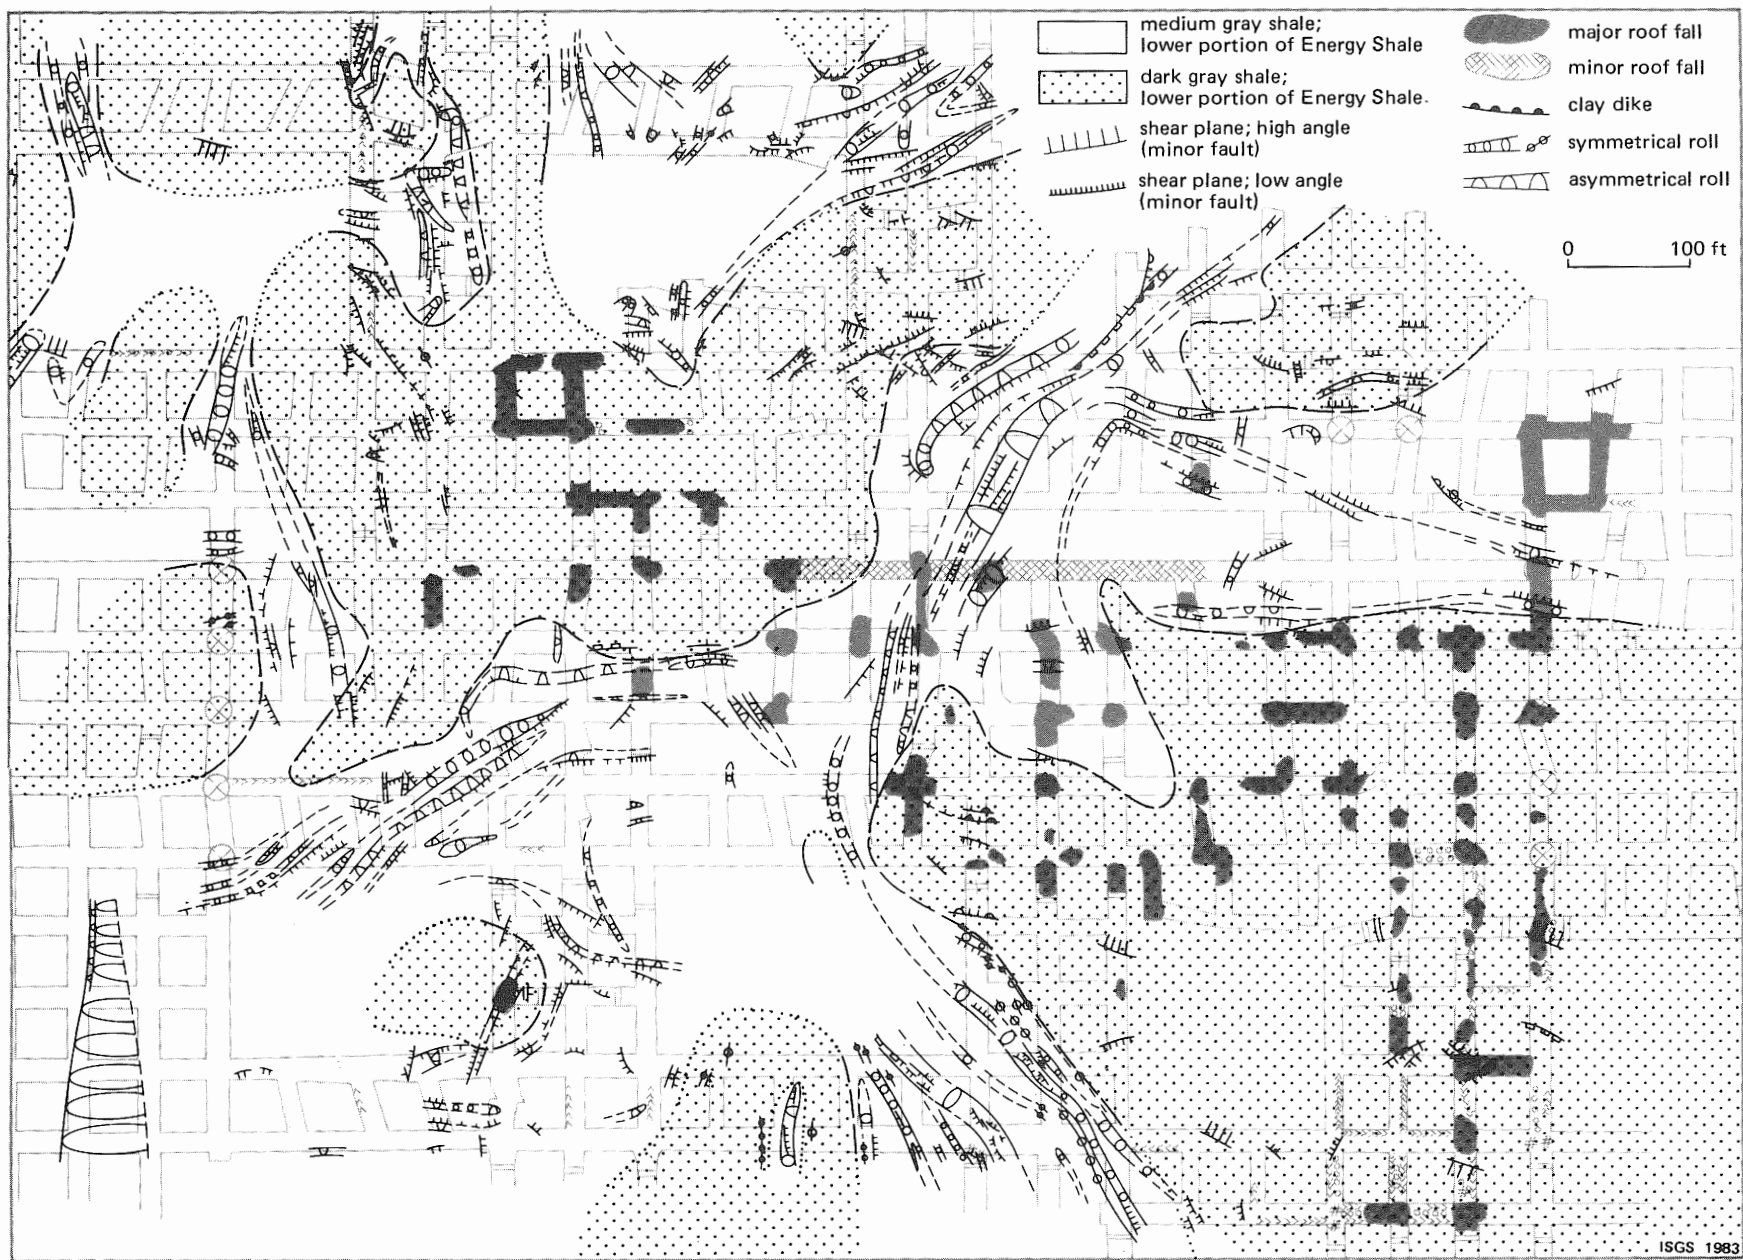 medium gray shale;
lower portion of Energy Shale
dark gray shale;
lower portion of Energy Shale.
shear plane; high angle
(minor fault)
shear plane; low angle
(minor fault)
major roof fall
minor roof fall
clay dike
symmetrical roll
asymmetrical roll
0 100 ft
ISGS 1983